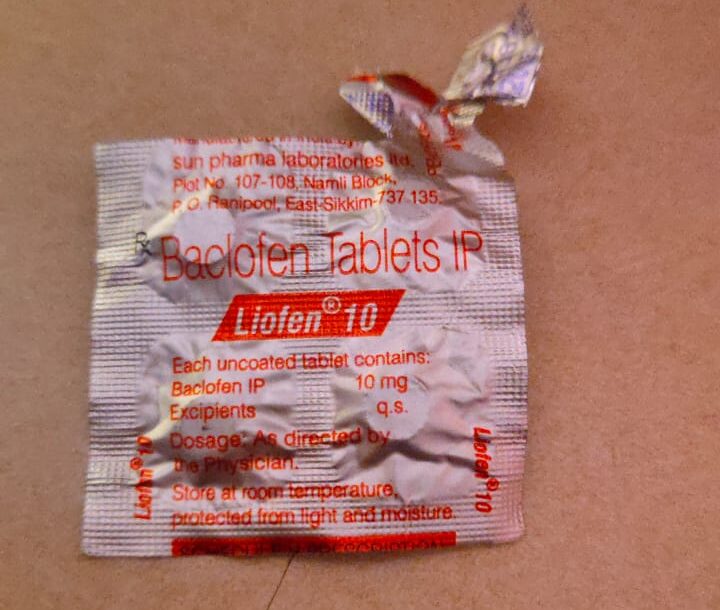 sun pharma laboratories ltd.
Plot No. 107-108, Namli Block,
P.O. Ranipool, East-Sikkim-737 135.
Rx
Baclofen Tablets IP
Liofen® 10
Each uncoated tablet contains:
Baclofen IP 10 mg
Excipients q.s.
Dosage: As directed by
the Physician.
Store at room temperature,
protected from light and moisture.
Liofen® 10
Liofen® 10